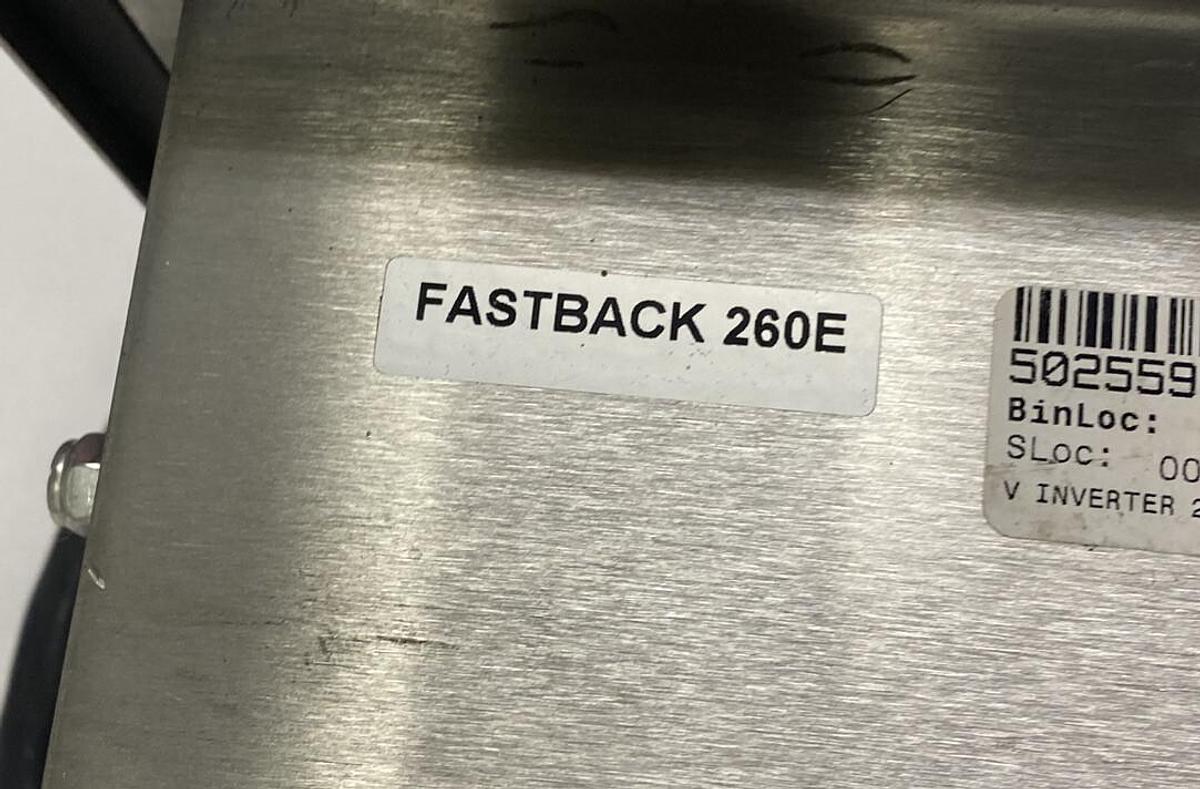 FASTBACK 260E
502559
BinLoc:
SLoc: 00
V INVERTER 2